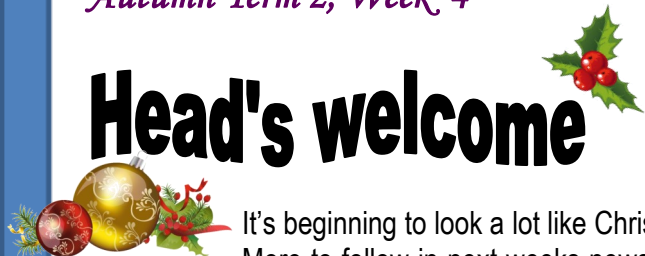 Autumn Term 2, Week 4
Head's welcome
It's beginning to look a lot like Chris
More to follow in next weeks news